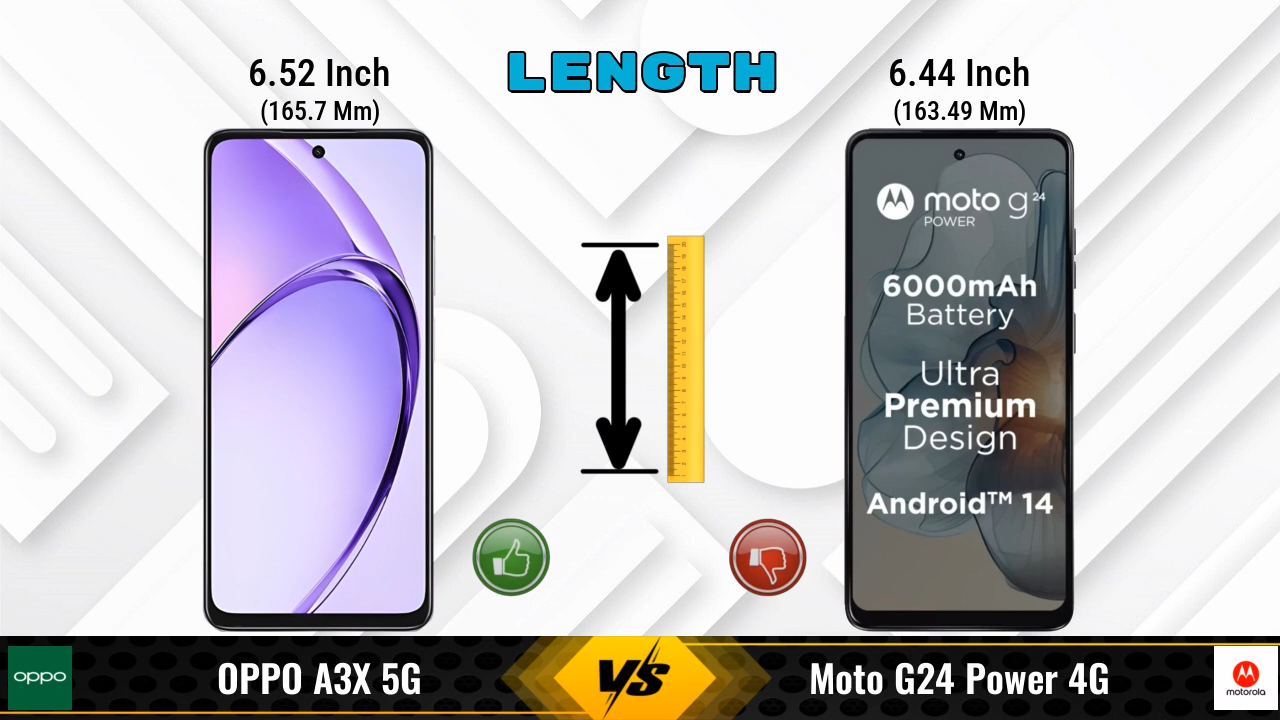 LENGTH
6.52 Inch
(165.7 Mm)
6.44 Inch
(163.49 Mm)
moto g24
POWER
6000mAh
Battery
Ultra
Premium
Design
Android™ 14
oppo
OPPO A3X 5G
VS
Moto G24 Power 4G
motorola